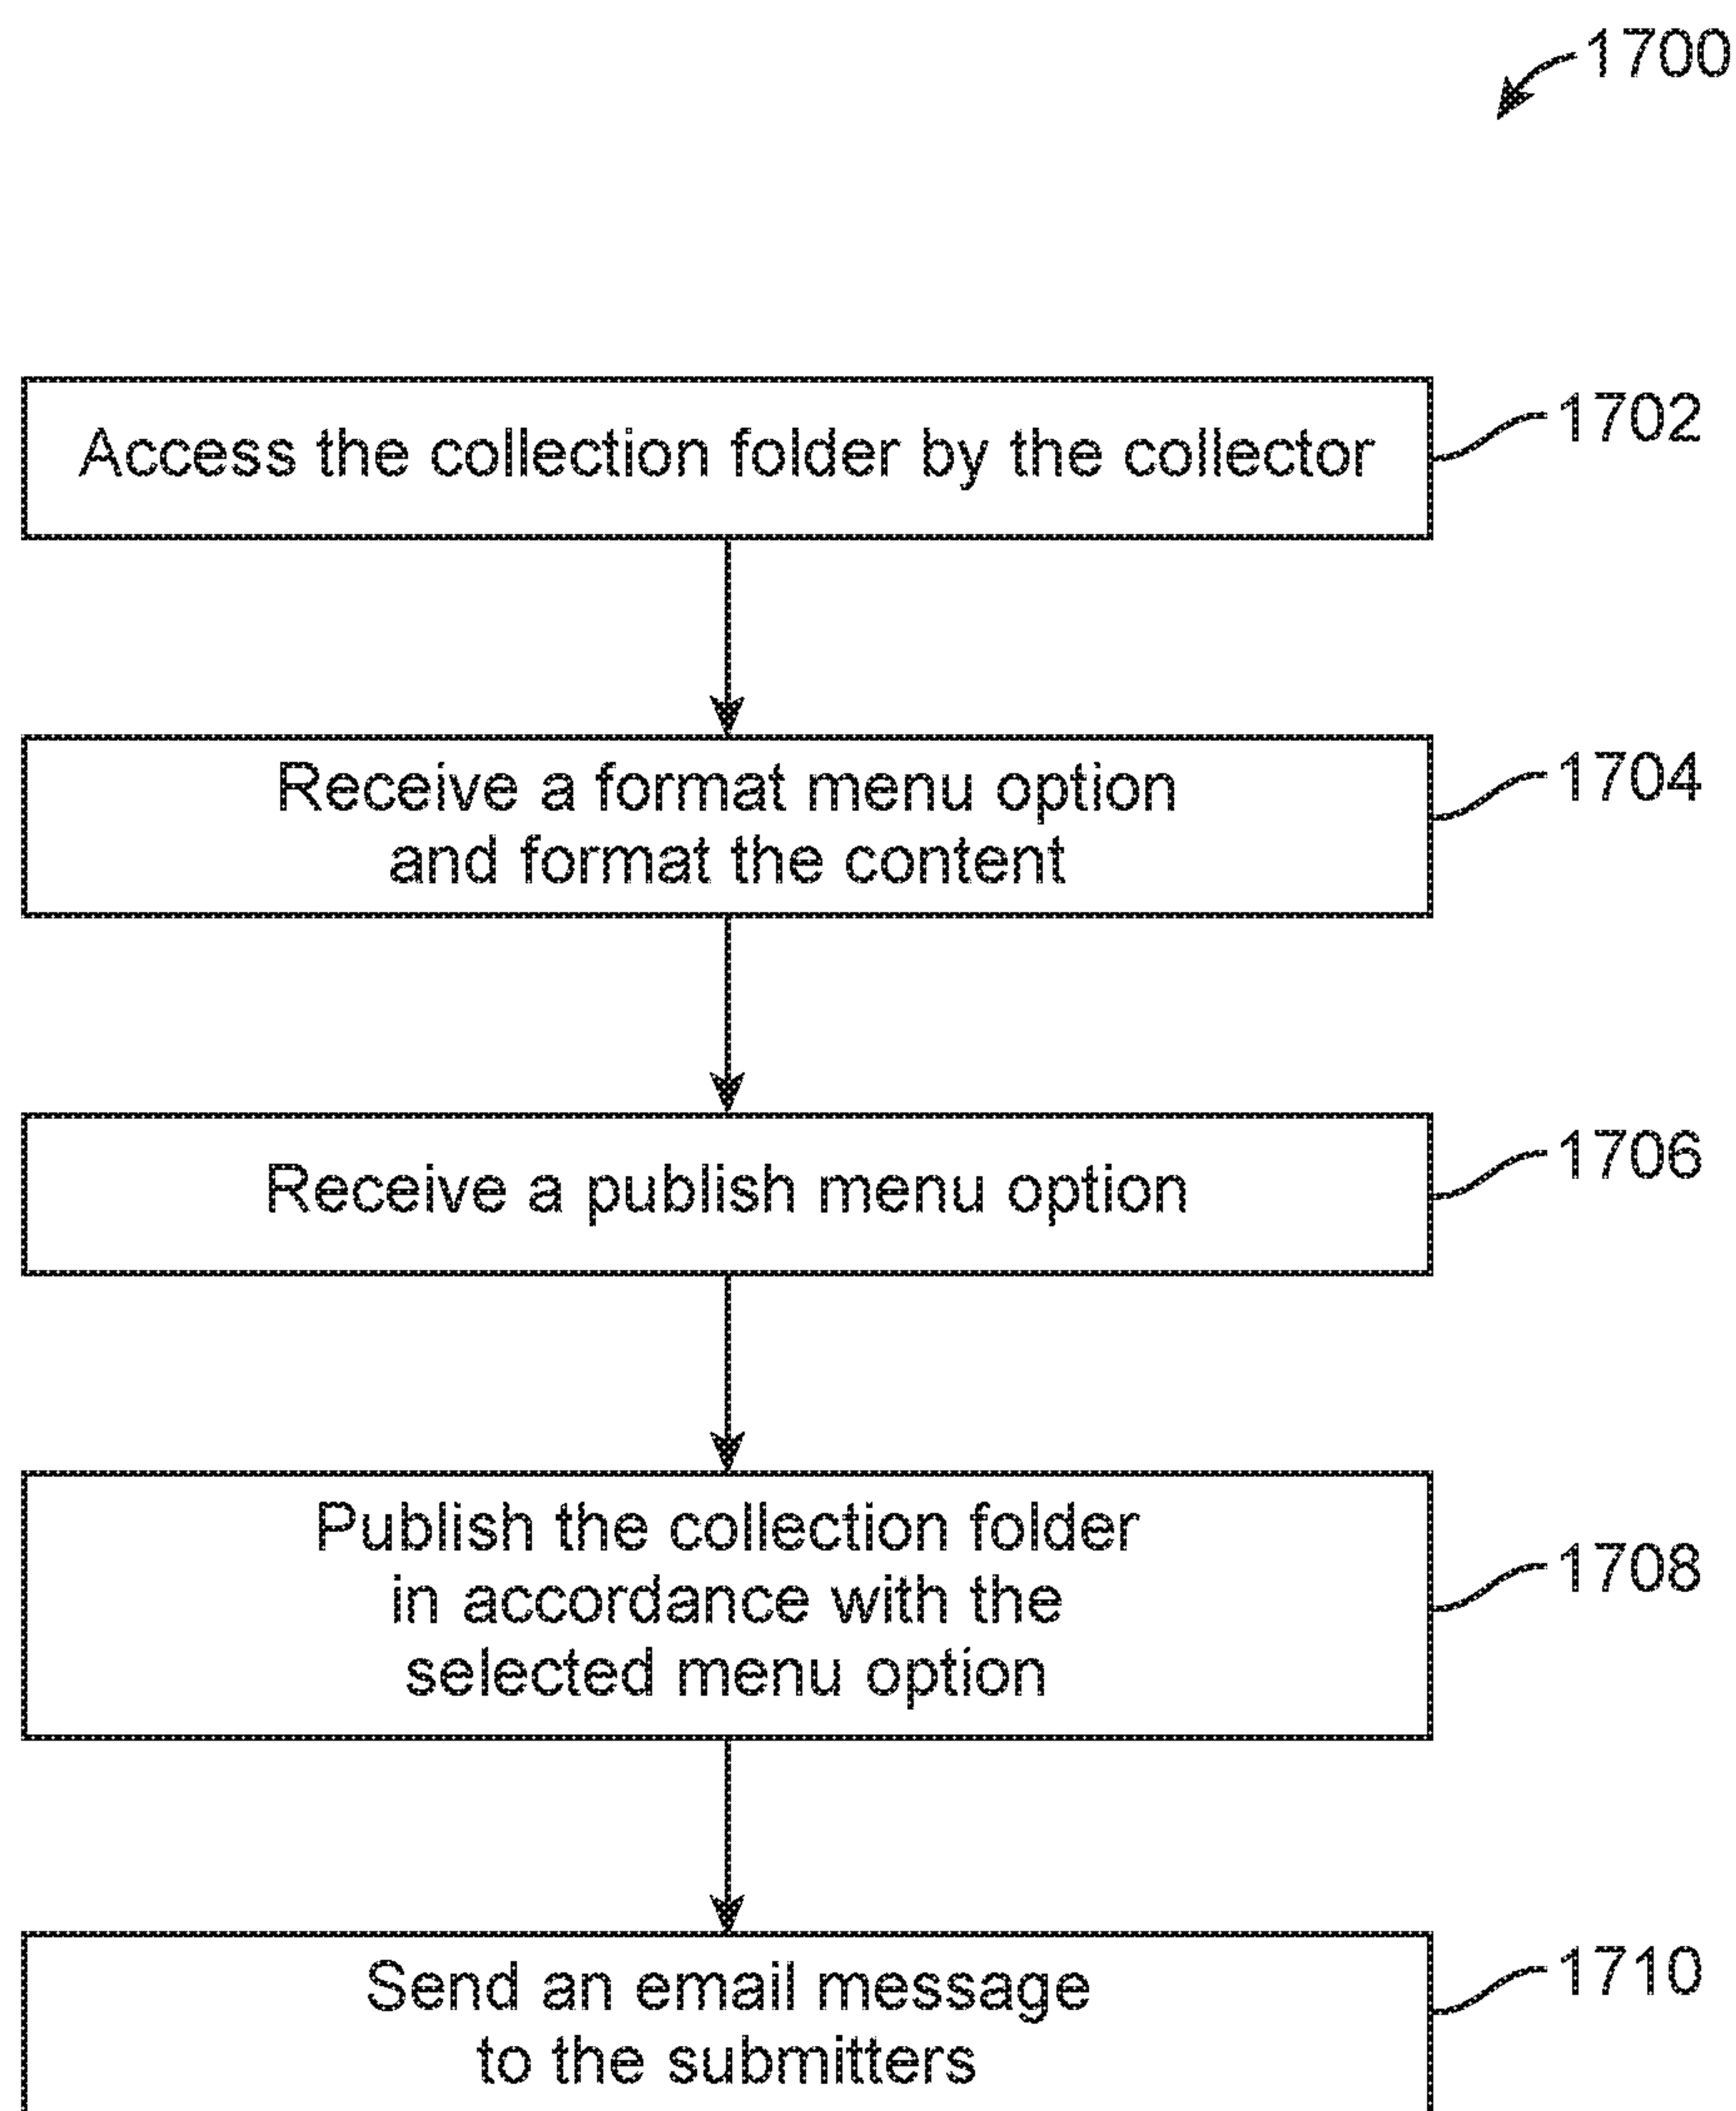 1700
Access the collection folder by the collector
1702
Receive a format menu option
and format the content
1704
Receive a publish menu option
1706
Publish the collection folder
in accordance with the
selected menu option
1708
Send an email message
to the submitters
1710